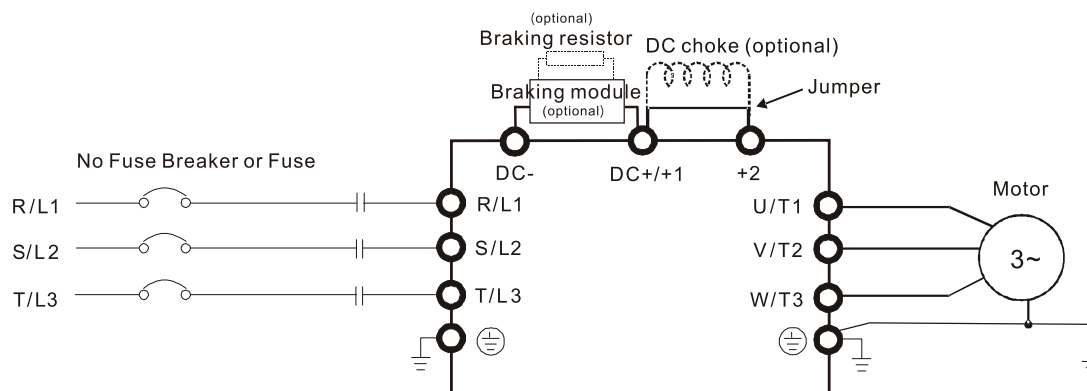 (optional)
Braking resistor
DC choke (optional)
Braking module
(optional)
Jumper
No Fuse Breaker or Fuse
DC-
DC+/+1
+2
Motor
R/L1
R/L1
U/T1
S/L2
S/L2
V/T2
3~
T/L3
T/L3
W/T3